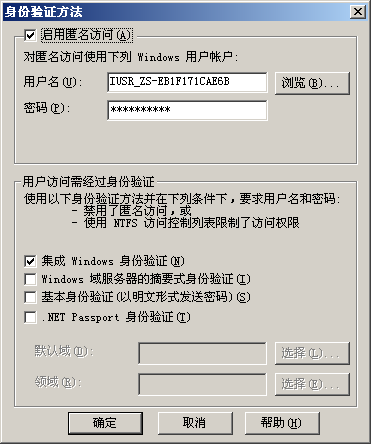 身份验证方法
启用匿名访问(A)
对匿名访问使用下列 Windows 用户帐户:
用户名(U): IUSR_ZS-EB1F171CAE6B 浏览(B)...
密码(P): **********
用户访问需经过身份验证
使用以下身份验证方法并在下列条件下，要求用户名和密码:
- 禁用了匿名访问，或
- 使用 NTFS 访问控制列表限制了访问权限
集成 Windows 身份验证(N)
Windows 域服务器的摘要式身份验证(I)
基本身份验证(以明文形式发送密码)(S)
.NET Passport 身份验证(T)
默认域(D): 选择(L)...
领域(R): 选择(E)...
确定 取消 帮助(H)